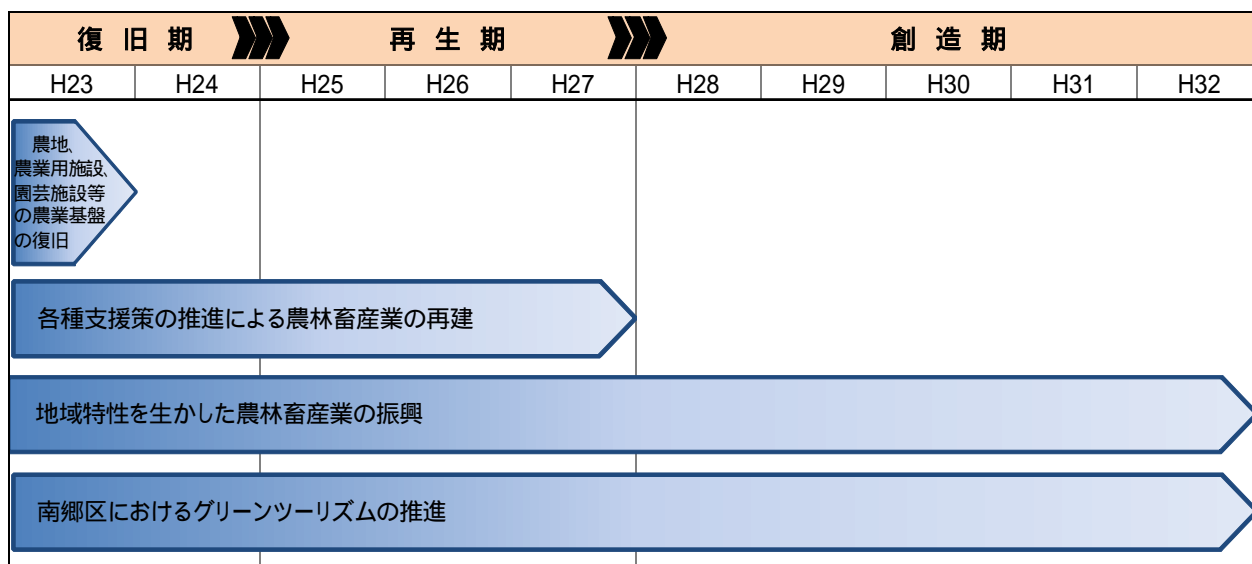 復旧期 再生期 創造期
H23 H24 H25 H26 H27 H28 H29 H30 H31 H32
農地、
農業用施設、
園芸施設等
の農業基盤
の復旧
各種支援策の推進による農林畜産業の再建
地域特性を生かした農林畜産業の振興
南郷区におけるグリーンツーリズムの推進